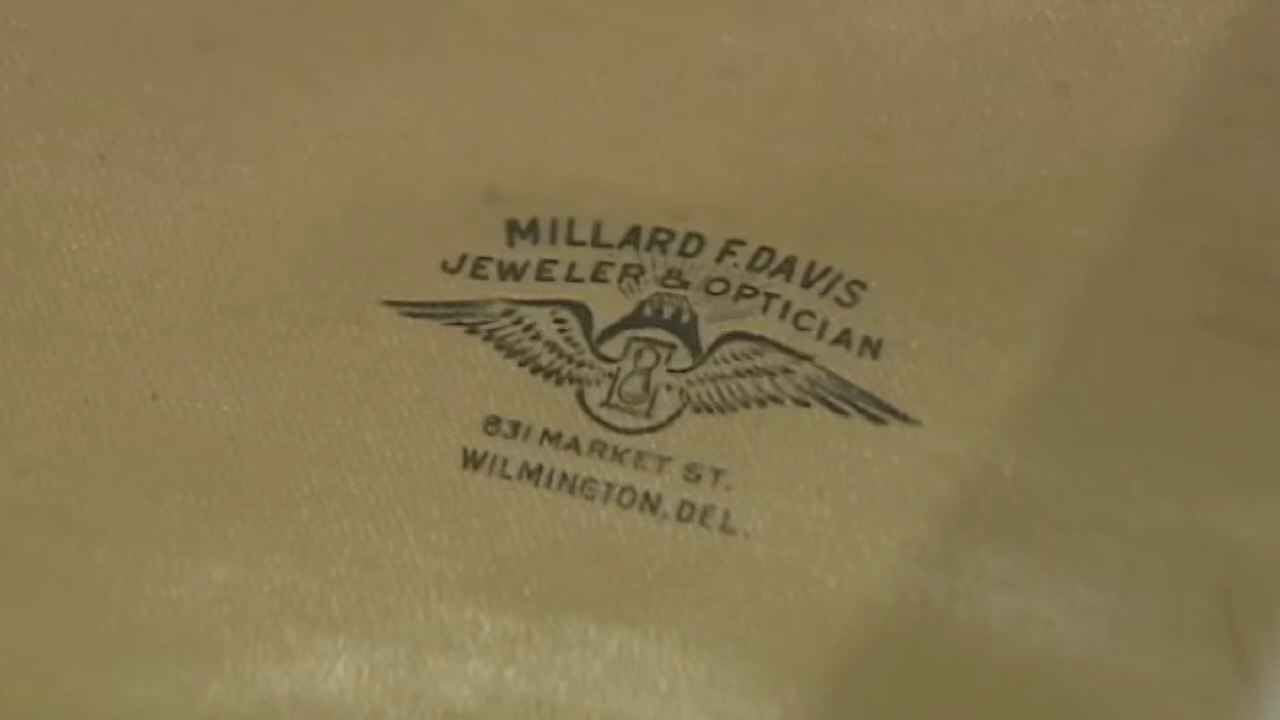 MILLARD F. DAVIS
JEWELER & OPTICIAN
831 MARKET ST.
WILMINGTON, DEL.